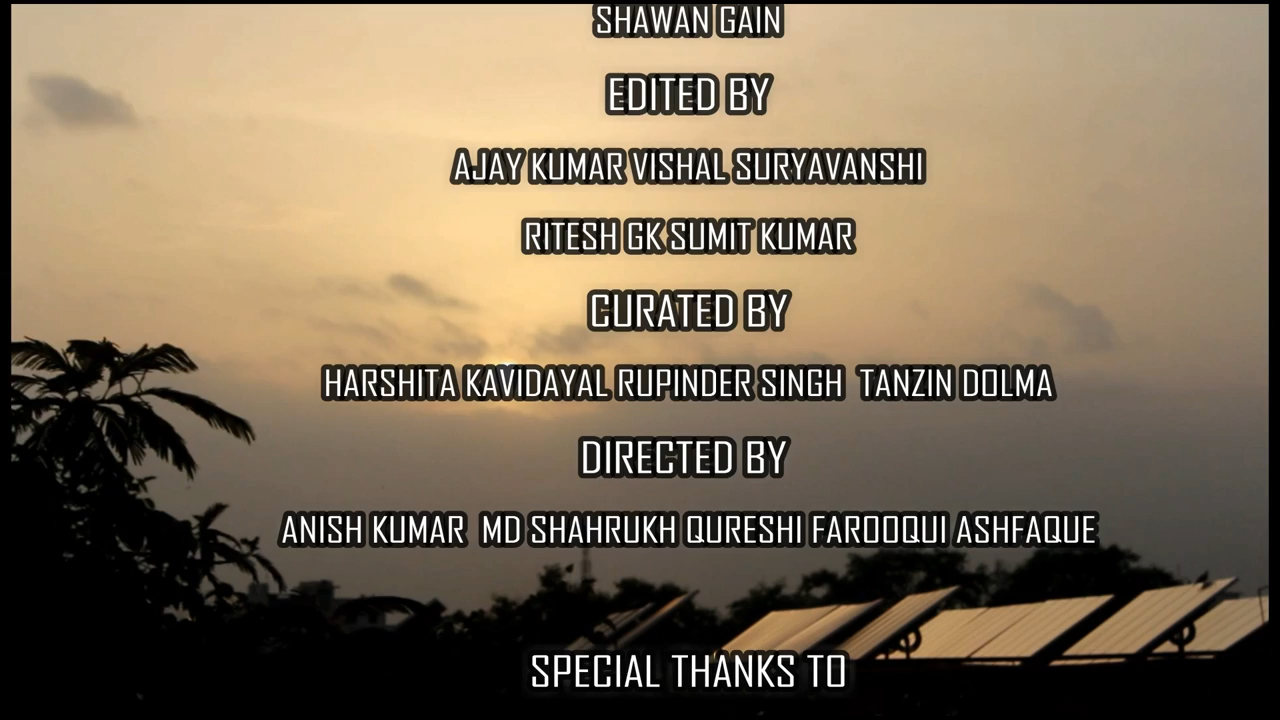 SHAWAN GAIN
EDITED BY
AJAY KUMAR VISHAL SURYAVANSHI
RITESH GK SUMIT KUMAR
CURATED BY
HARSHITA KAVIDAYAL RUPINDER SINGH TANZIN DOLMA
DIRECTED BY
ANISH KUMAR MD SHAHRUKH QURESHI FAROOQUI ASHFAQUE
SPECIAL THANKS TO